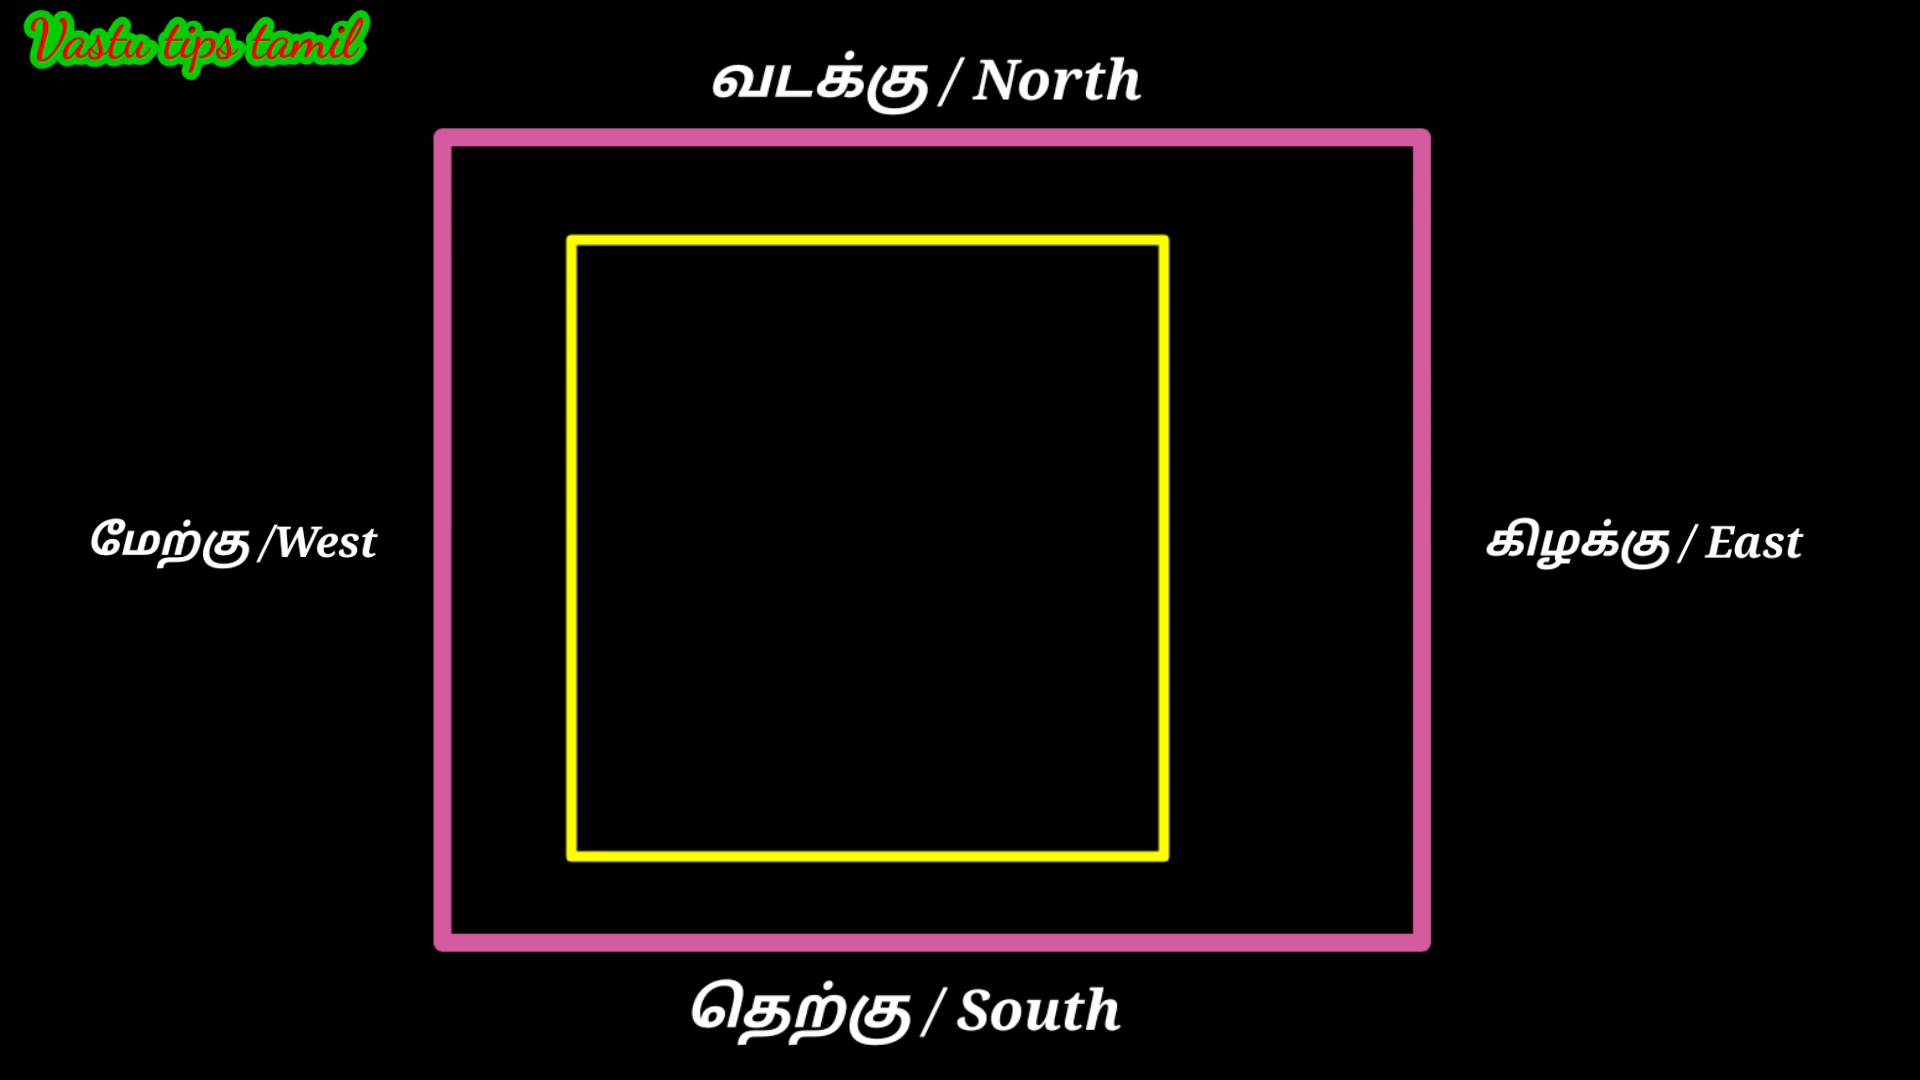 Vastu tips tamil
வடக்கு / North
மேற்கு /West
கிழக்கு / East
தெற்கு / South